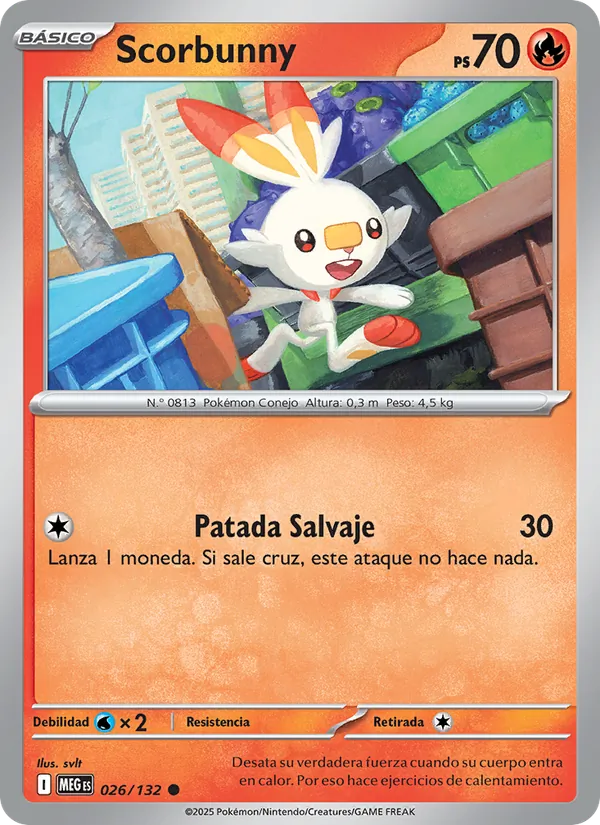 BÁSICO
Scorbunny
PS 70
N.º 0813 Pokémon Conejo Altura: 0,3 m Peso: 4,5 kg
Patada Salvaje 30
Lanza 1 moneda. Si sale cruz, este ataque no hace nada.
Debilidad × 2 Resistencia Retirada
Ilus. svlt
Desata su verdadera fuerza cuando su cuerpo entra
en calor. Por eso hace ejercicios de calentamiento.
I MEG ES 026/132
©2025 Pokémon/Nintendo/Creatures/GAME FREAK